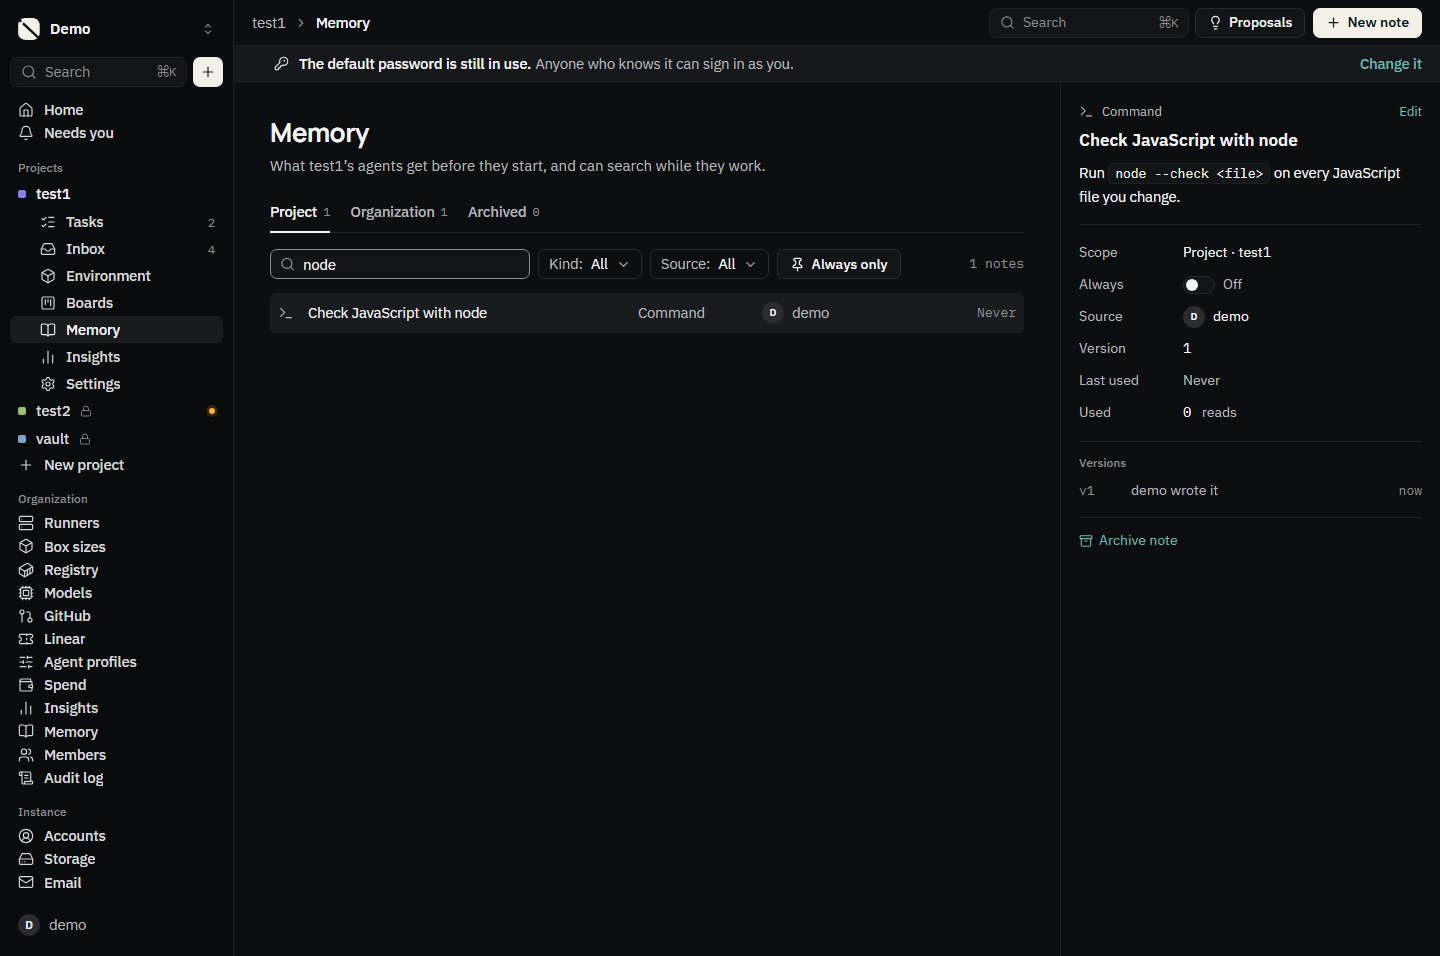 Demo
Search ⌘K
Home
Needs you
Projects
test1
Tasks 2
Inbox 4
Environment
Boards
Memory
Insights
Settings
test2
vault
New project
Organization
Runners
Box sizes
Registry
Models
GitHub
Linear
Agent profiles
Spend
Insights
Memory
Members
Audit log
Instance
Accounts
Storage
Email
D demo
test1 > Memory
Search ⌘K
Proposals
New note
The default password is still in use. Anyone who knows it can sign in as you.
Change it
Memory
What test1’s agents get before they start, and can search while they work.
Project 1 Organization 1 Archived 0
node
Kind: All
Source: All
Always only
1 notes
Check JavaScript with node Command D demo Never
Command
Edit
Check JavaScript with node
Run node --check <file> on every JavaScript
file you change.
Scope Project · test1
Always Off
Source D demo
Version 1
Last used Never
Used 0 reads
Versions
v1 demo wrote it now
Archive note